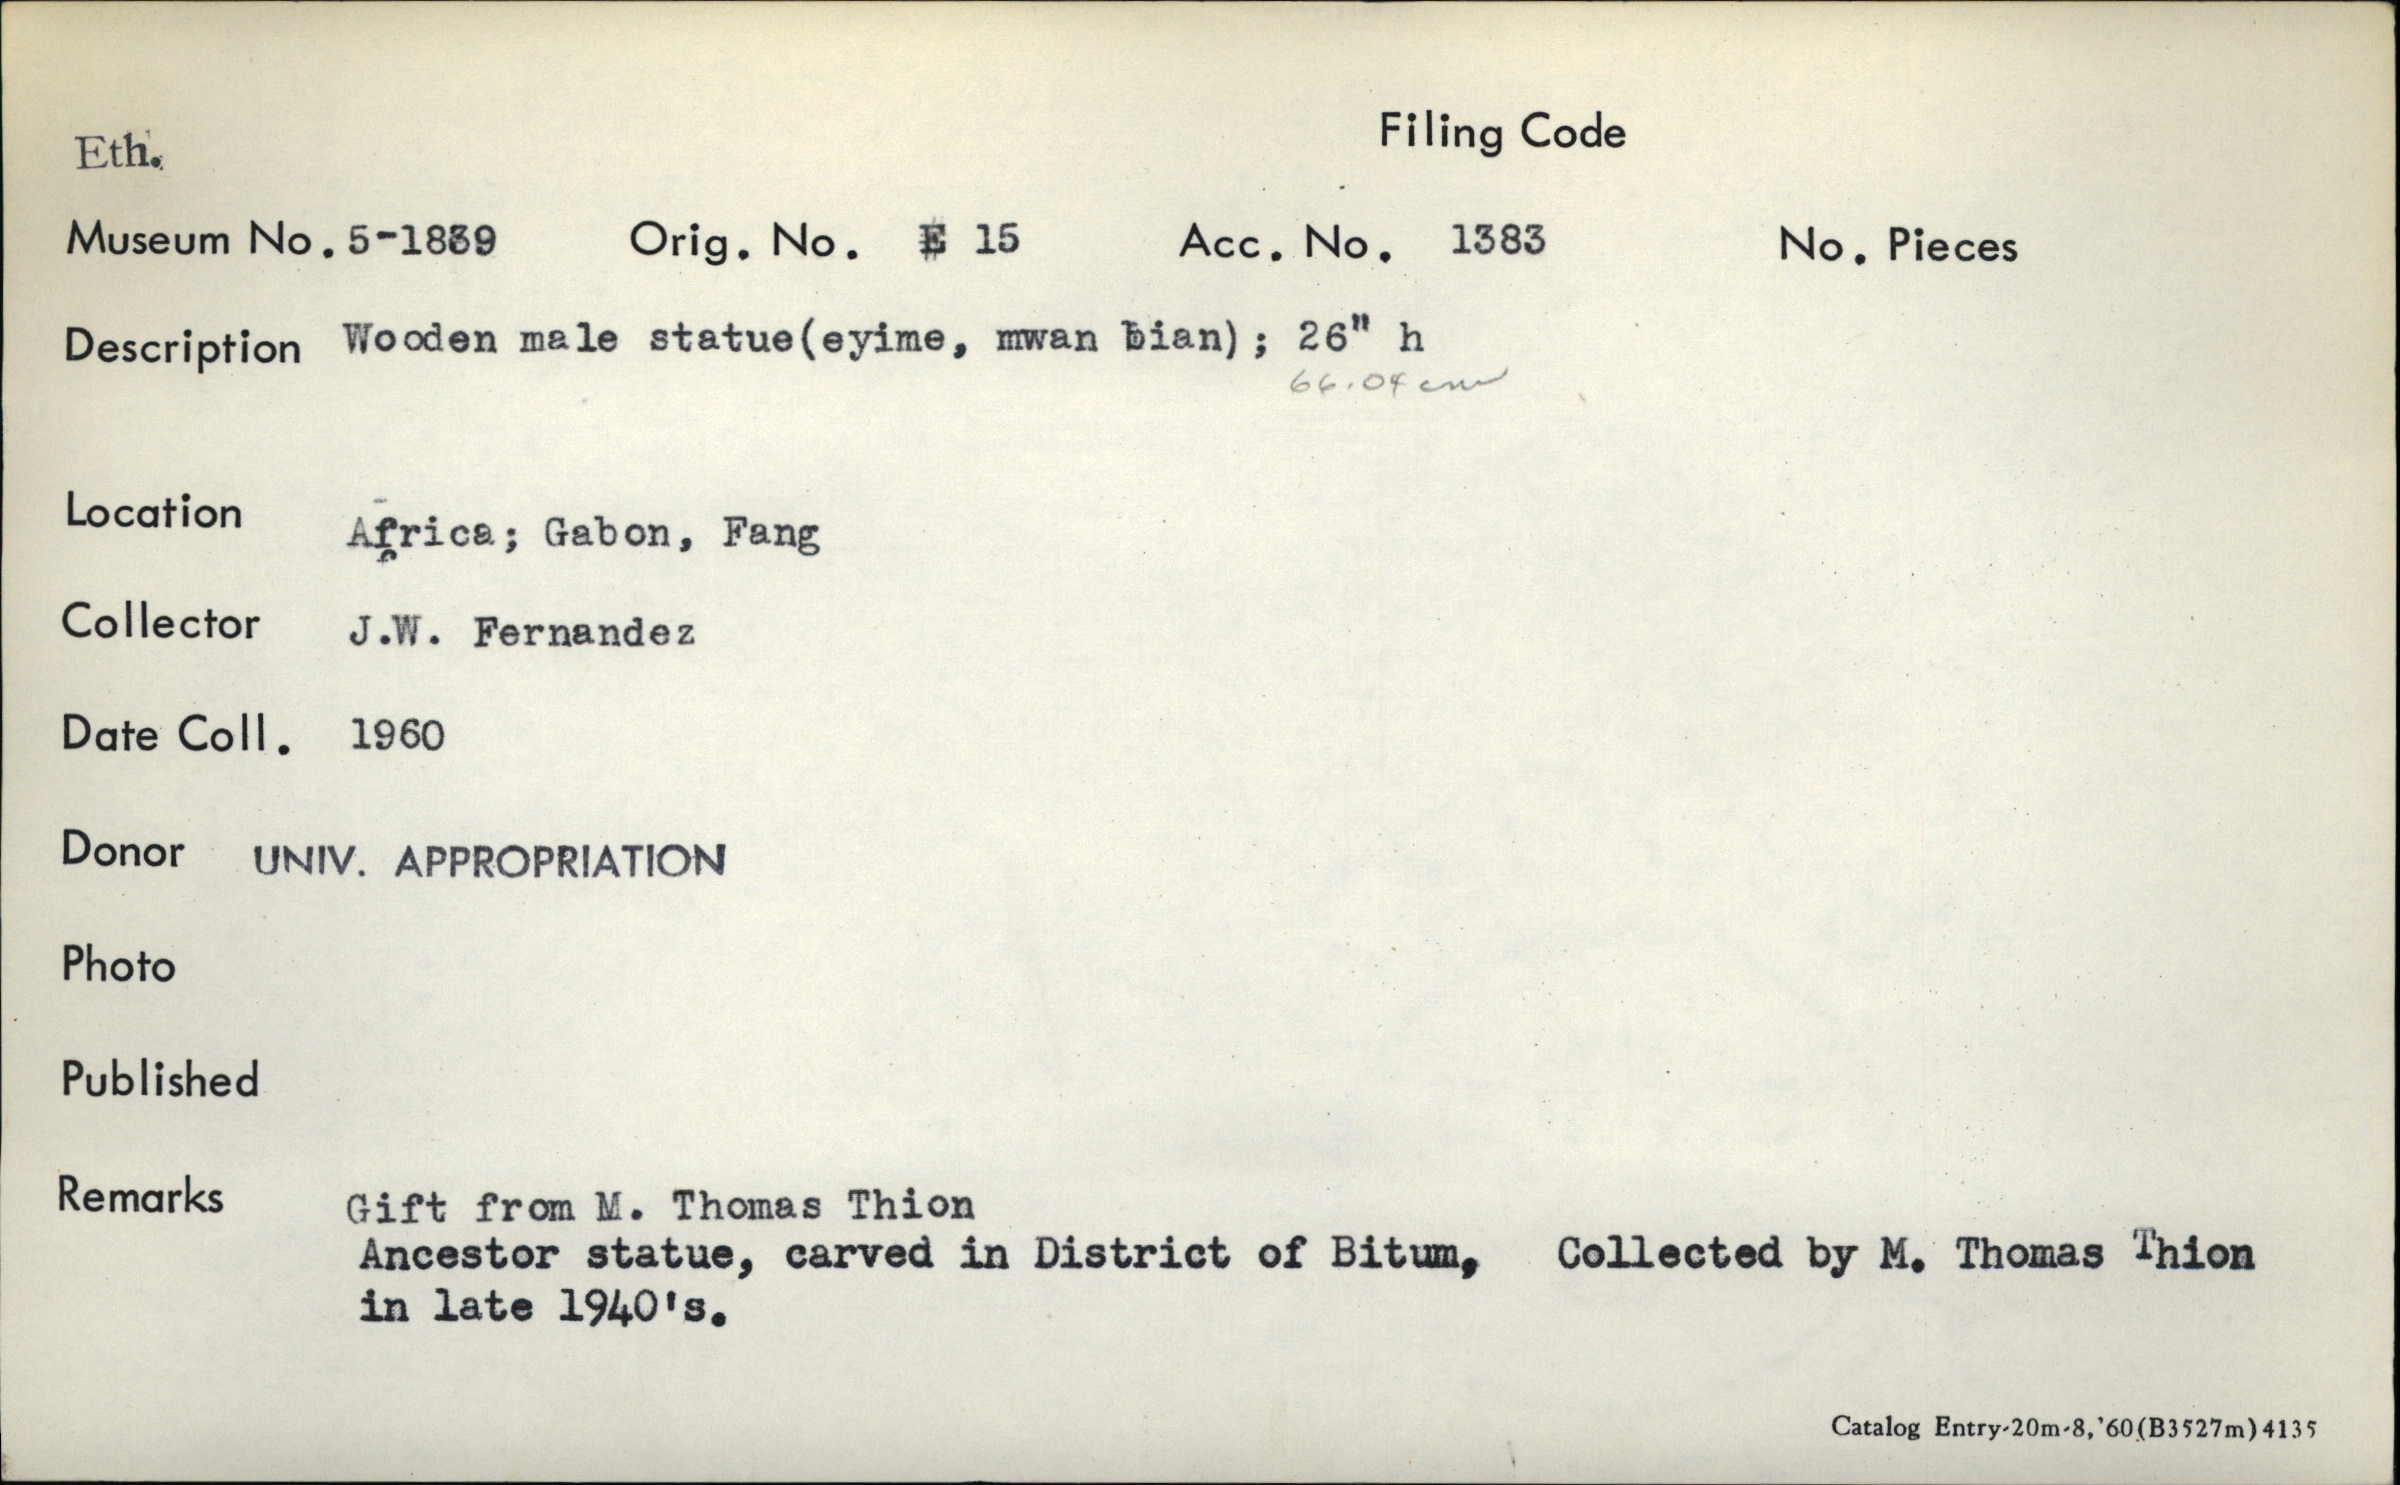 Eth.
Filing Code
Museum No. 5-1839 Orig. No. E 15 Acc. No. 1383 No. Pieces
Description Wooden male statue(eyime, mwan bian); 26" h
66.04 cm
Location Africa; Gabon, Fang
Collector J.W. Fernandez
Date Coll. 1960
Donor UNIV. APPROPRIATION
Photo
Published
Remarks Gift from M. Thomas Thion
Ancestor statue, carved in District of Bitum, Collected by M. Thomas Thion
in late 1940's.
Catalog Entry-20m-8,'60(B3527m)4135